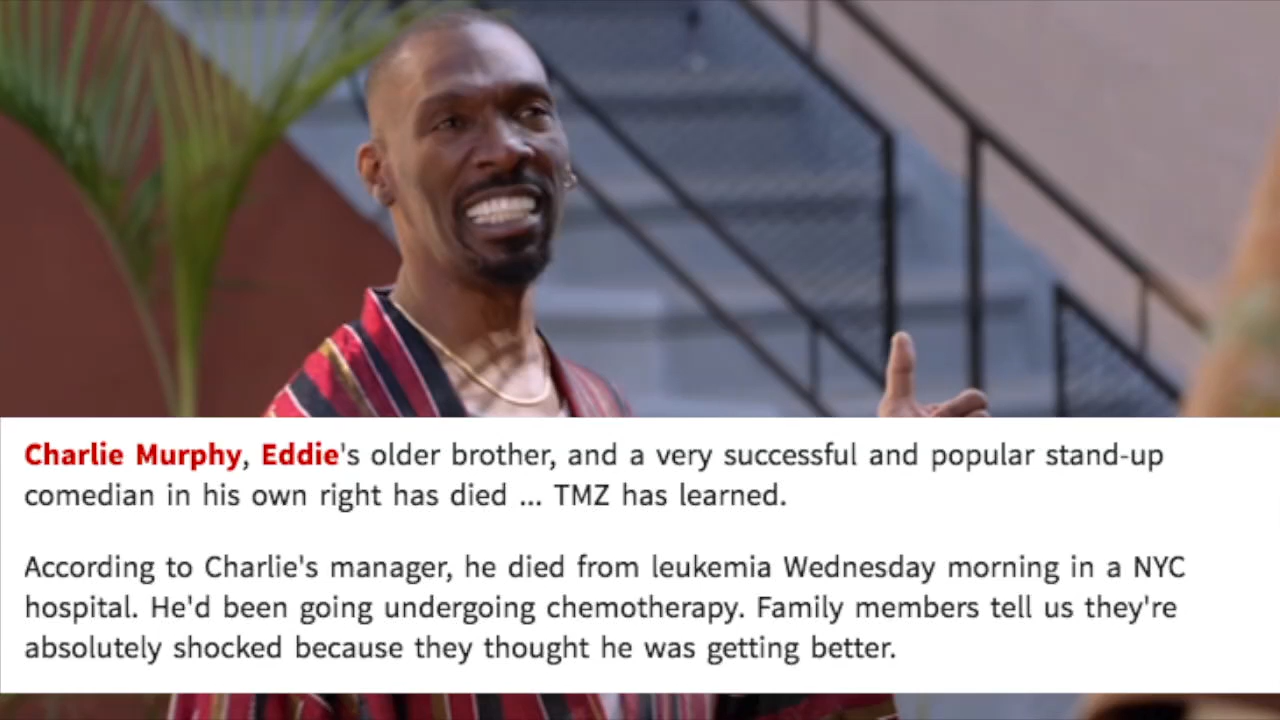 Charlie Murphy, Eddie's older brother, and a very successful and popular stand-up
comedian in his own right has died ... TMZ has learned.
According to Charlie's manager, he died from leukemia Wednesday morning in a NYC
hospital. He'd been going undergoing chemotherapy. Family members tell us they're
absolutely shocked because they thought he was getting better.